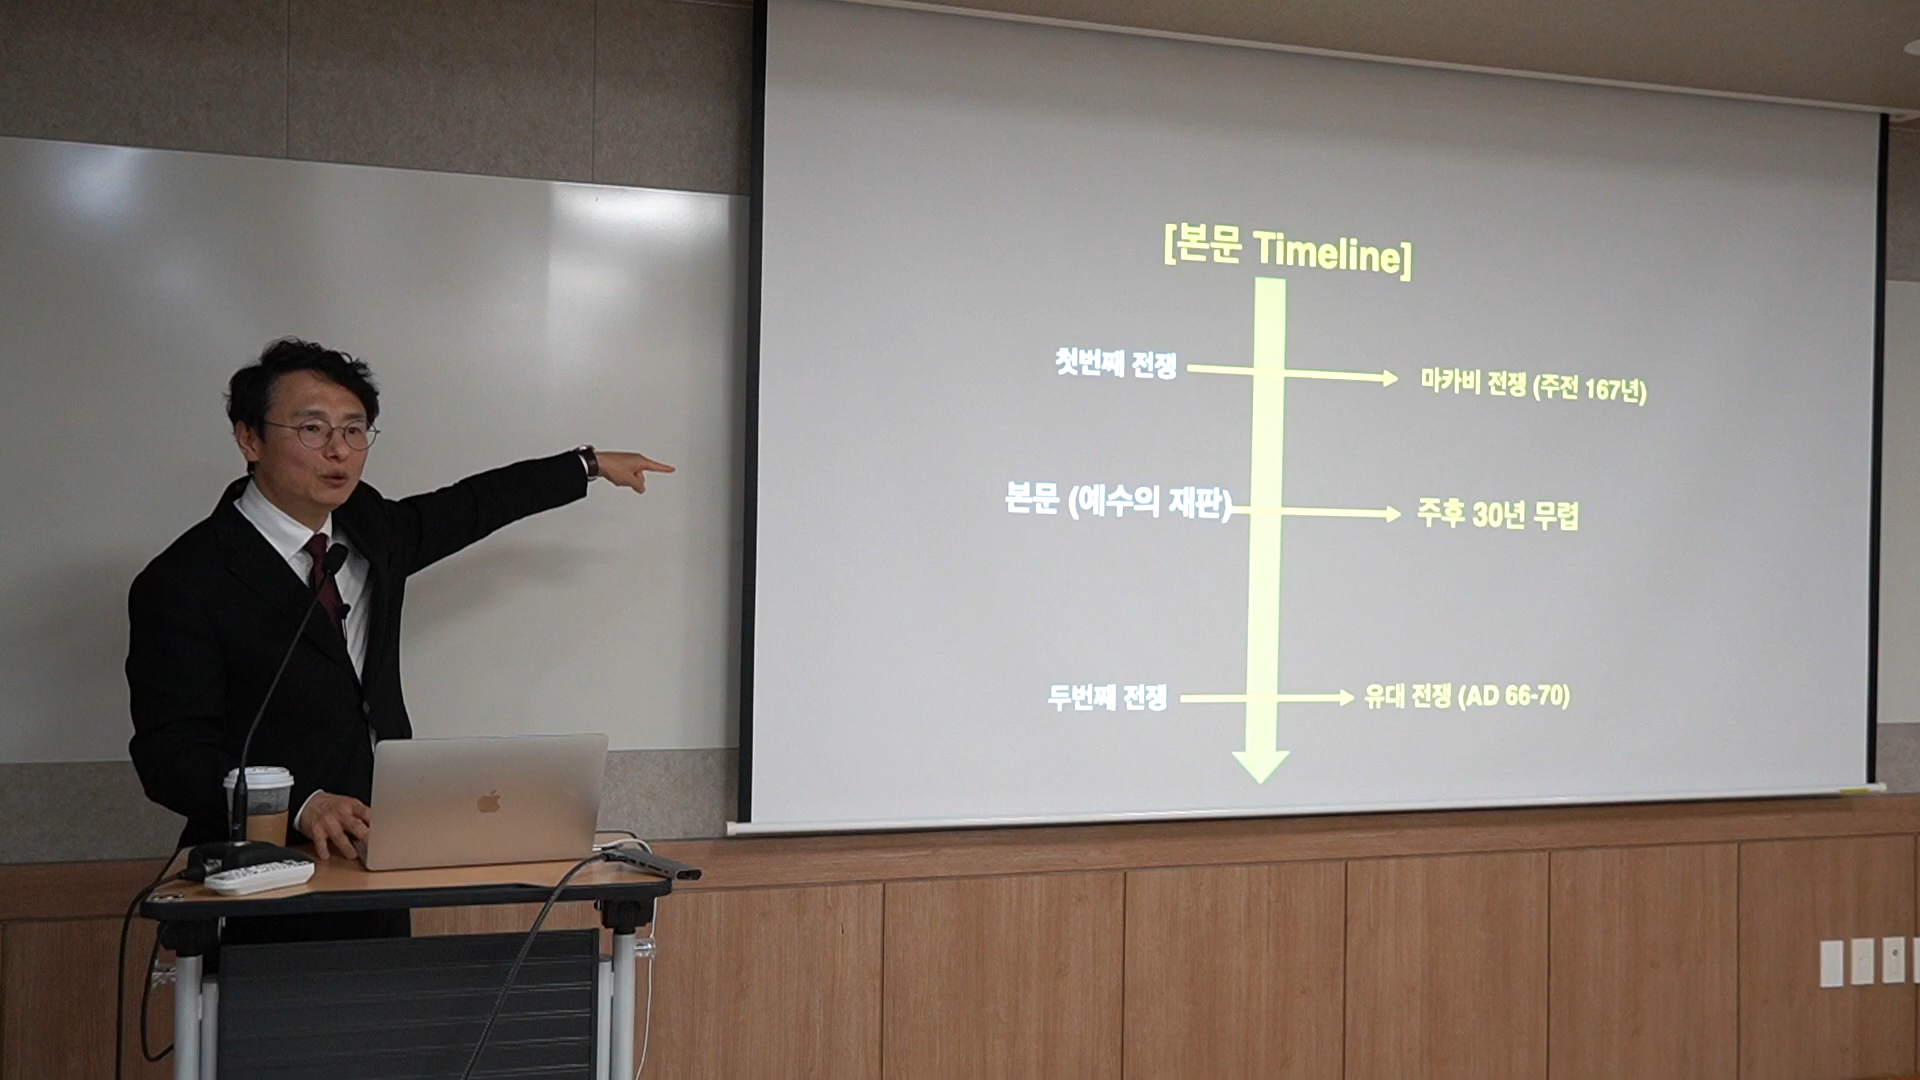 [본문 Timeline]
첫번째 전쟁
마카비 전쟁 (주전 167년)
본문 (예수의 재판)
주후 30년 무렵
두번째 전쟁
유대 전쟁 (AD 66-70)